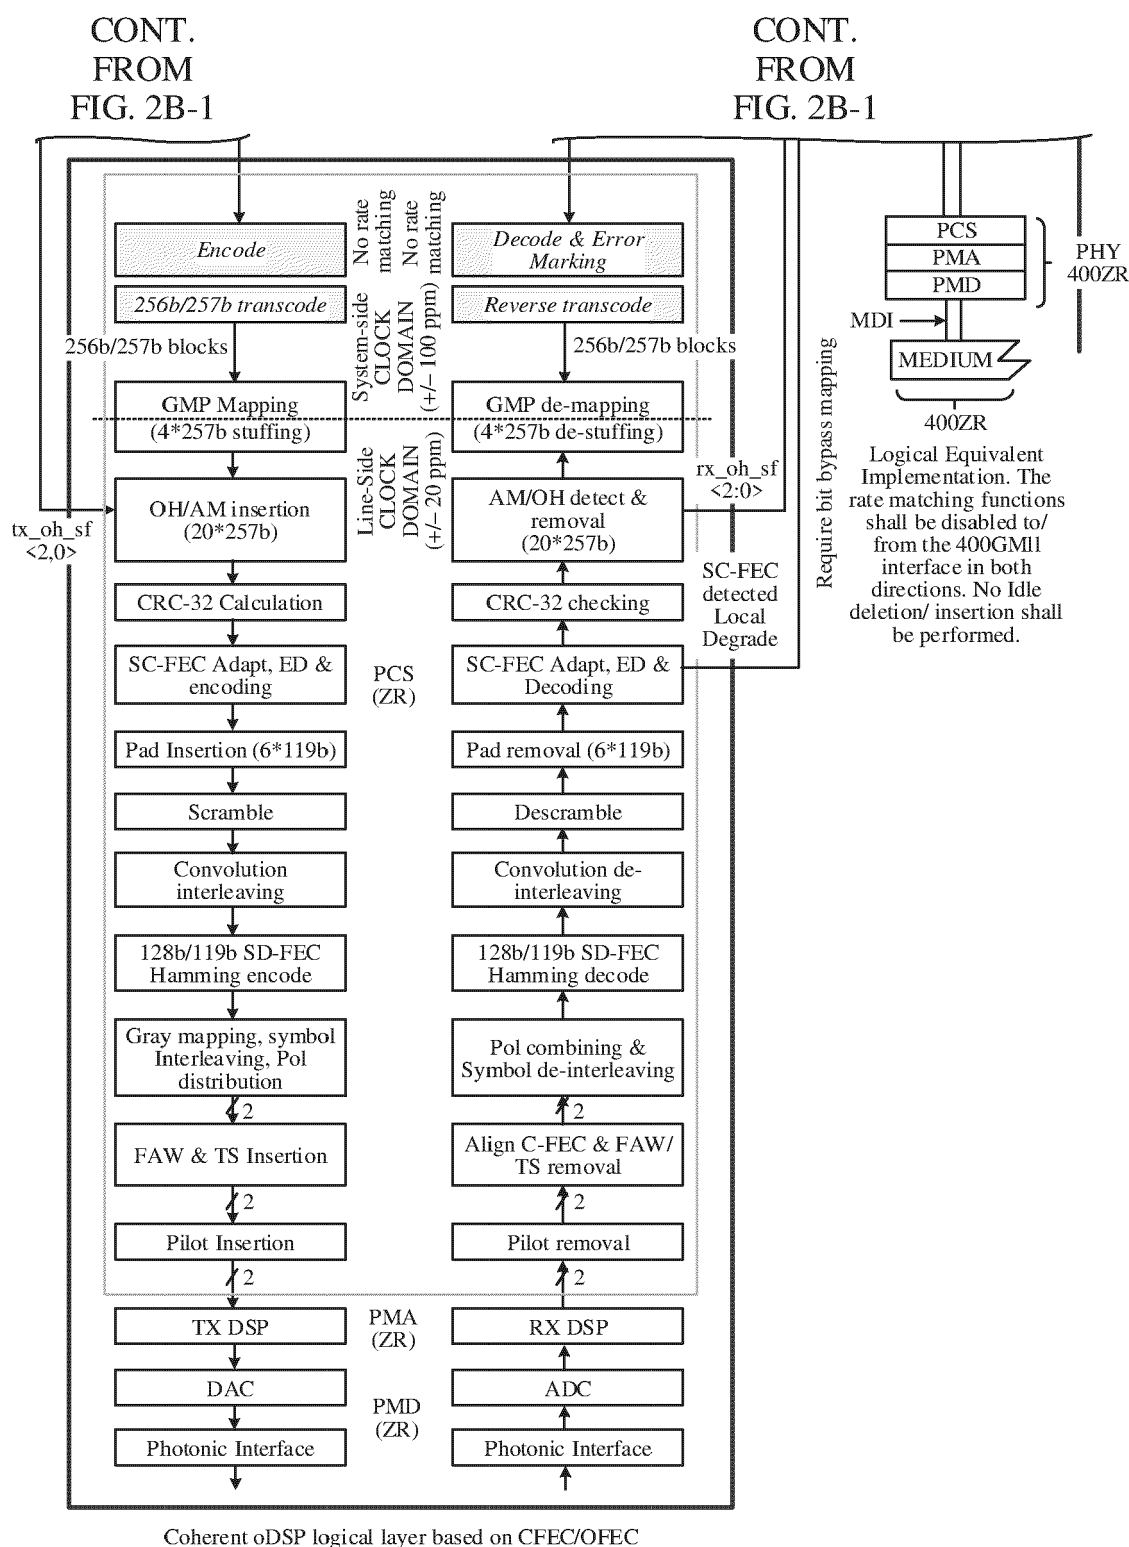 CONT.
FROM
FIG. 2B-1
CONT.
FROM
FIG. 2B-1
Encode
No rate
matching
No rate
matching
Decode & Error
Marking
256b/257b transcode
Reverse transcode
256b/257b blocks
256b/257b blocks
System-side
CLOCK
DOMAIN
(+/– 100 ppm)
GMP Mapping
(4*257b stuffing)
GMP de-mapping
(4*257b de-stuffing)
Line-Side
CLOCK
DOMAIN
(+/– 20 ppm)
tx_oh_sf
<2,0>
OH/AM insertion
(20*257b)
AM/OH detect &
removal
(20*257b)
rx_oh_sf
<2:0>
CRC-32 Calculation
CRC-32 checking
SC-FEC
detected
Local
Degrade
SC-FEC Adapt, ED &
encoding
PCS
(ZR)
SC-FEC Adapt, ED &
Decoding
Pad Insertion (6*119b)
Pad removal (6*119b)
Scramble
Descramble
Convolution
interleaving
Convolution de-
interleaving
128b/119b SD-FEC
Hamming encode
128b/119b SD-FEC
Hamming decode
Gray mapping, symbol
Interleaving, Pol
distribution
Pol combining &
Symbol de-interleaving
2
2
FAW & TS Insertion
Align C-FEC & FAW/
TS removal
2
2
Pilot Insertion
Pilot removal
2
2
TX DSP
PMA
(ZR)
RX DSP
DAC
PMD
(ZR)
ADC
Photonic Interface
Photonic Interface
Coherent oDSP logical layer based on CFEC/OFEC
Require bit bypass mapping
PCS
PMA
PMD
PHY
400ZR
MDI
MEDIUM
400ZR
Logical Equivalent
Implementation. The
rate matching functions
shall be disabled to/
from the 400GM11
interface in both
directions. No Idle
deletion/ insertion shall
be performed.